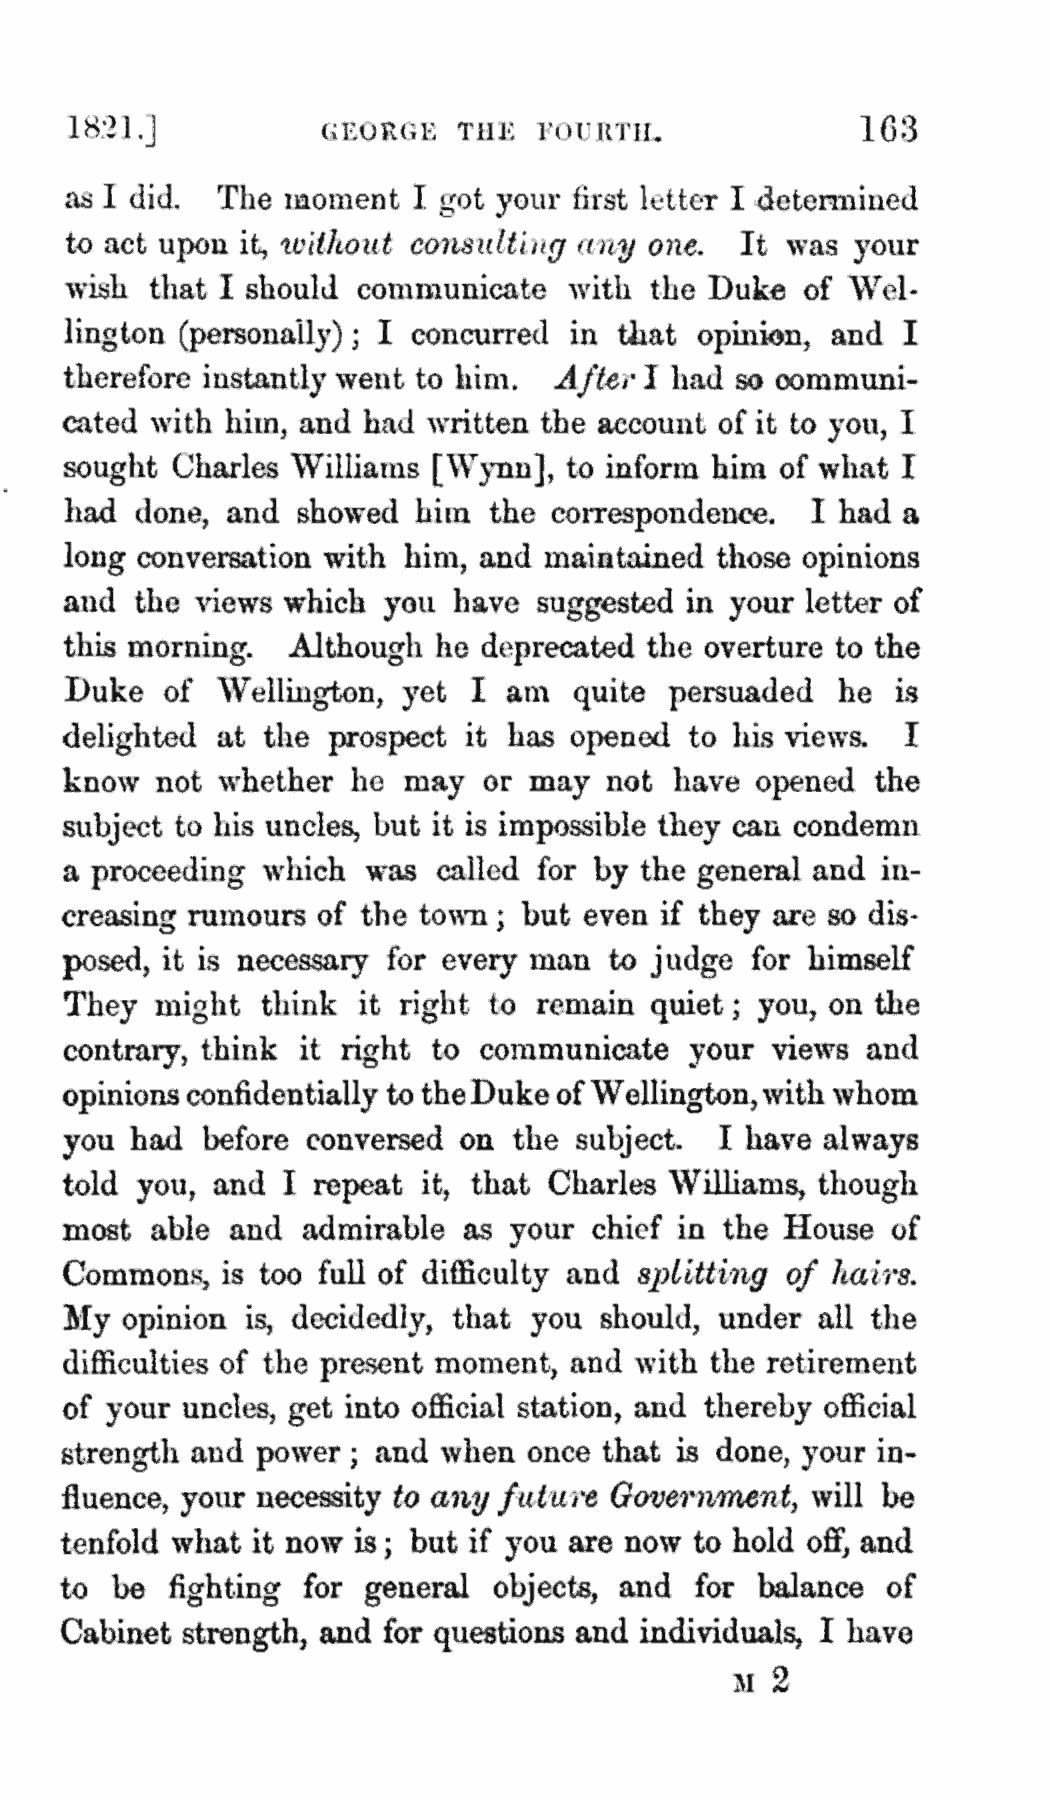 1821.] GEORGE THE FOURTH. 163
as I did. The moment I got your first letter I determined
to act upon it, without consulting any one. It was your
wish that I should communicate with the Duke of Wel-
lington (personally); I concurred in that opinion, and I
therefore instantly went to him. After I had so communi-
cated with him, and had written the account of it to you, I
sought Charles Williams [Wynn], to inform him of what I
had done, and showed him the correspondence. I had a
long conversation with him, and maintained those opinions
and the views which you have suggested in your letter of
this morning. Although he deprecated the overture to the
Duke of Wellington, yet I am quite persuaded he is
delighted at the prospect it has opened to his views. I
know not whether he may or may not have opened the
subject to his uncles, but it is impossible they can condemn
a proceeding which was called for by the general and in-
creasing rumours of the town; but even if they are so dis-
posed, it is necessary for every man to judge for himself
They might think it right to remain quiet; you, on the
contrary, think it right to communicate your views and
opinions confidentially to the Duke of Wellington, with whom
you had before conversed on the subject. I have always
told you, and I repeat it, that Charles Williams, though
most able and admirable as your chief in the House of
Commons, is too full of difficulty and splitting of hairs.
My opinion is, decidedly, that you should, under all the
difficulties of the present moment, and with the retirement
of your uncles, get into official station, and thereby official
strength and power; and when once that is done, your in-
fluence, your necessity to any future Government, will be
tenfold what it now is; but if you are now to hold off, and
to be fighting for general objects, and for balance of
Cabinet strength, and for questions and individuals, I have
M 2